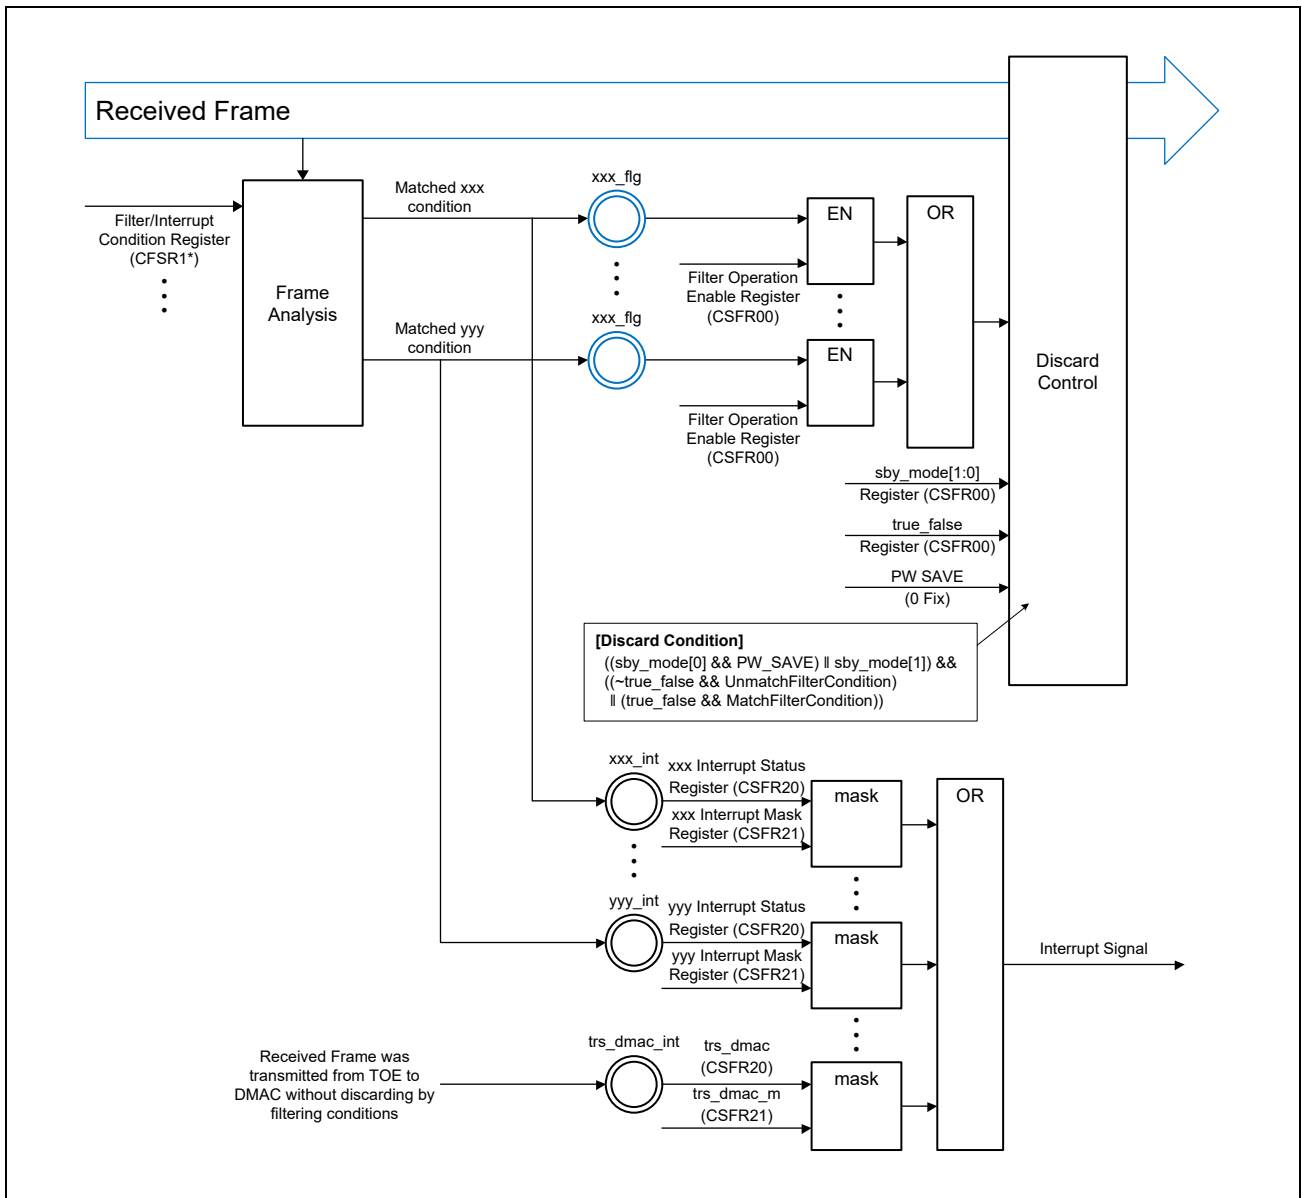 Received Frame
Matched xxx
condition
xxx_flg
EN
OR
Filter/Interrupt
Condition Register
(CFSR1*)
Frame
Analysis
Filter Operation
Enable Register
(CSFR00)
Matched yyy
condition
xxx_flg
EN
Discard
Control
Filter Operation
Enable Register
(CSFR00)
sby_mode[1:0]
Register (CSFR00)
true_false
Register (CSFR00)
PW SAVE
(0 Fix)
[Discard Condition]
((sby_mode[0] && PW_SAVE) || sby_mode[1]) &&
((~true_false && UnmatchFilterCondition)
|| (true_false && MatchFilterCondition))
xxx_int
xxx Interrupt Status
Register (CSFR20)
xxx Interrupt Mask
Register (CSFR21)
mask
OR
yyy_int
yyy Interrupt Status
Register (CSFR20)
yyy Interrupt Mask
Register (CSFR21)
mask
Interrupt Signal
Received Frame was
transmitted from TOE to
DMAC without discarding by
filtering conditions
trs_dmac_int
trs_dmac
(CSFR20)
trs_dmac_m
(CSFR21)
mask